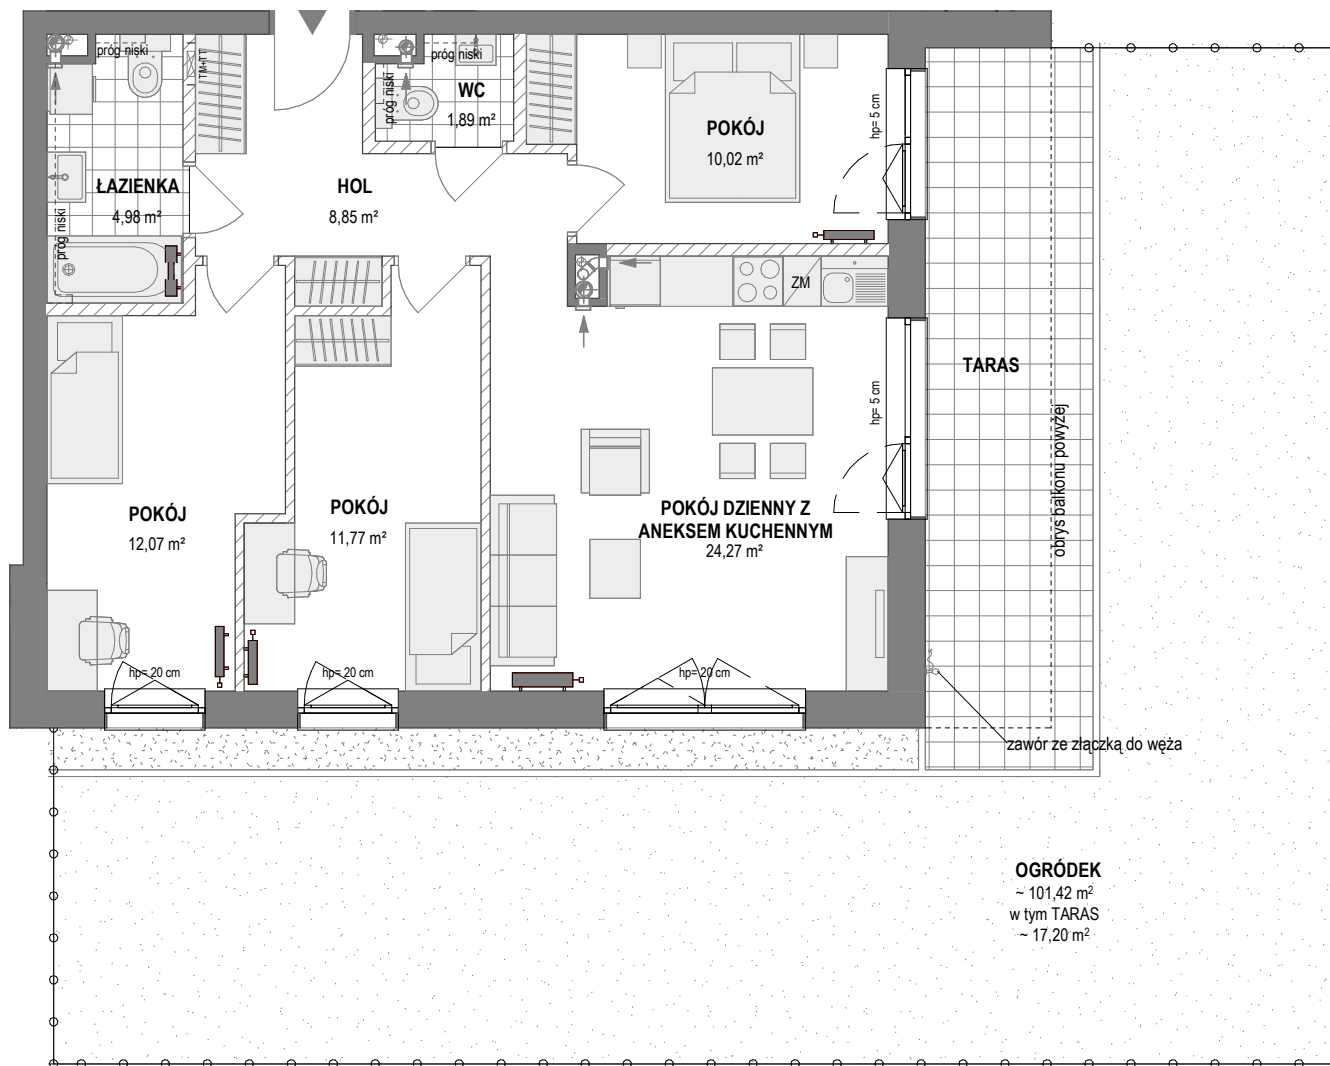 próg niski
TM+TT
próg niski
próg niski
WC
1,89 m²
POKÓJ
10,02 m²
hp= 5 cm
ŁAZIENKA
4,98 m²
próg niski
HOL
8,85 m²
ZM
TARAS
hp= 5 cm
obrys balkonu powyżej
POKÓJ
12,07 m²
POKÓJ
11,77 m²
POKÓJ DZIENNY Z
ANEKSEM KUCHENNYM
24,27 m²
hp= 20 cm
hp= 20 cm
hp= 20 cm
zawór ze złączką do węża
OGRÓDEK
~ 101,42 m²
w tym TARAS
~ 17,20 m²